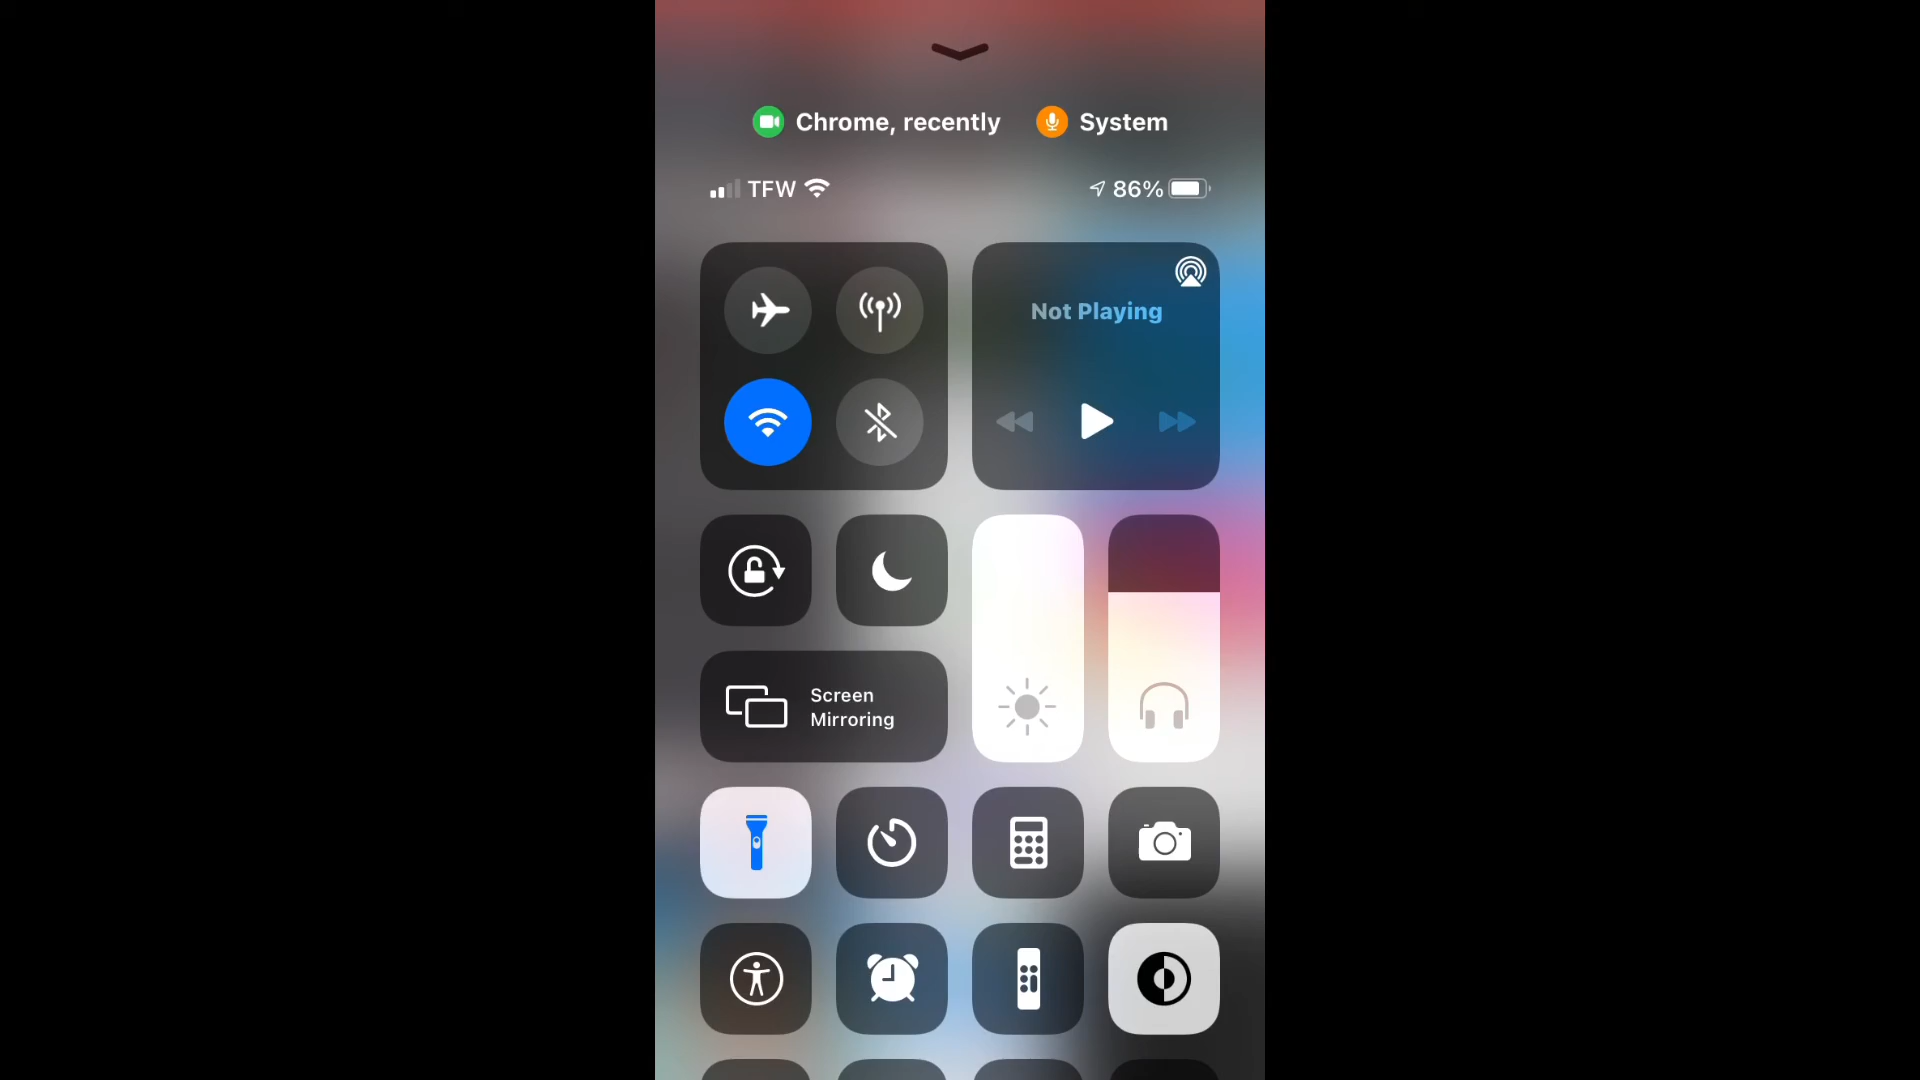 Chrome, recently System
TFW 86%
Not Playing
Screen
Mirroring